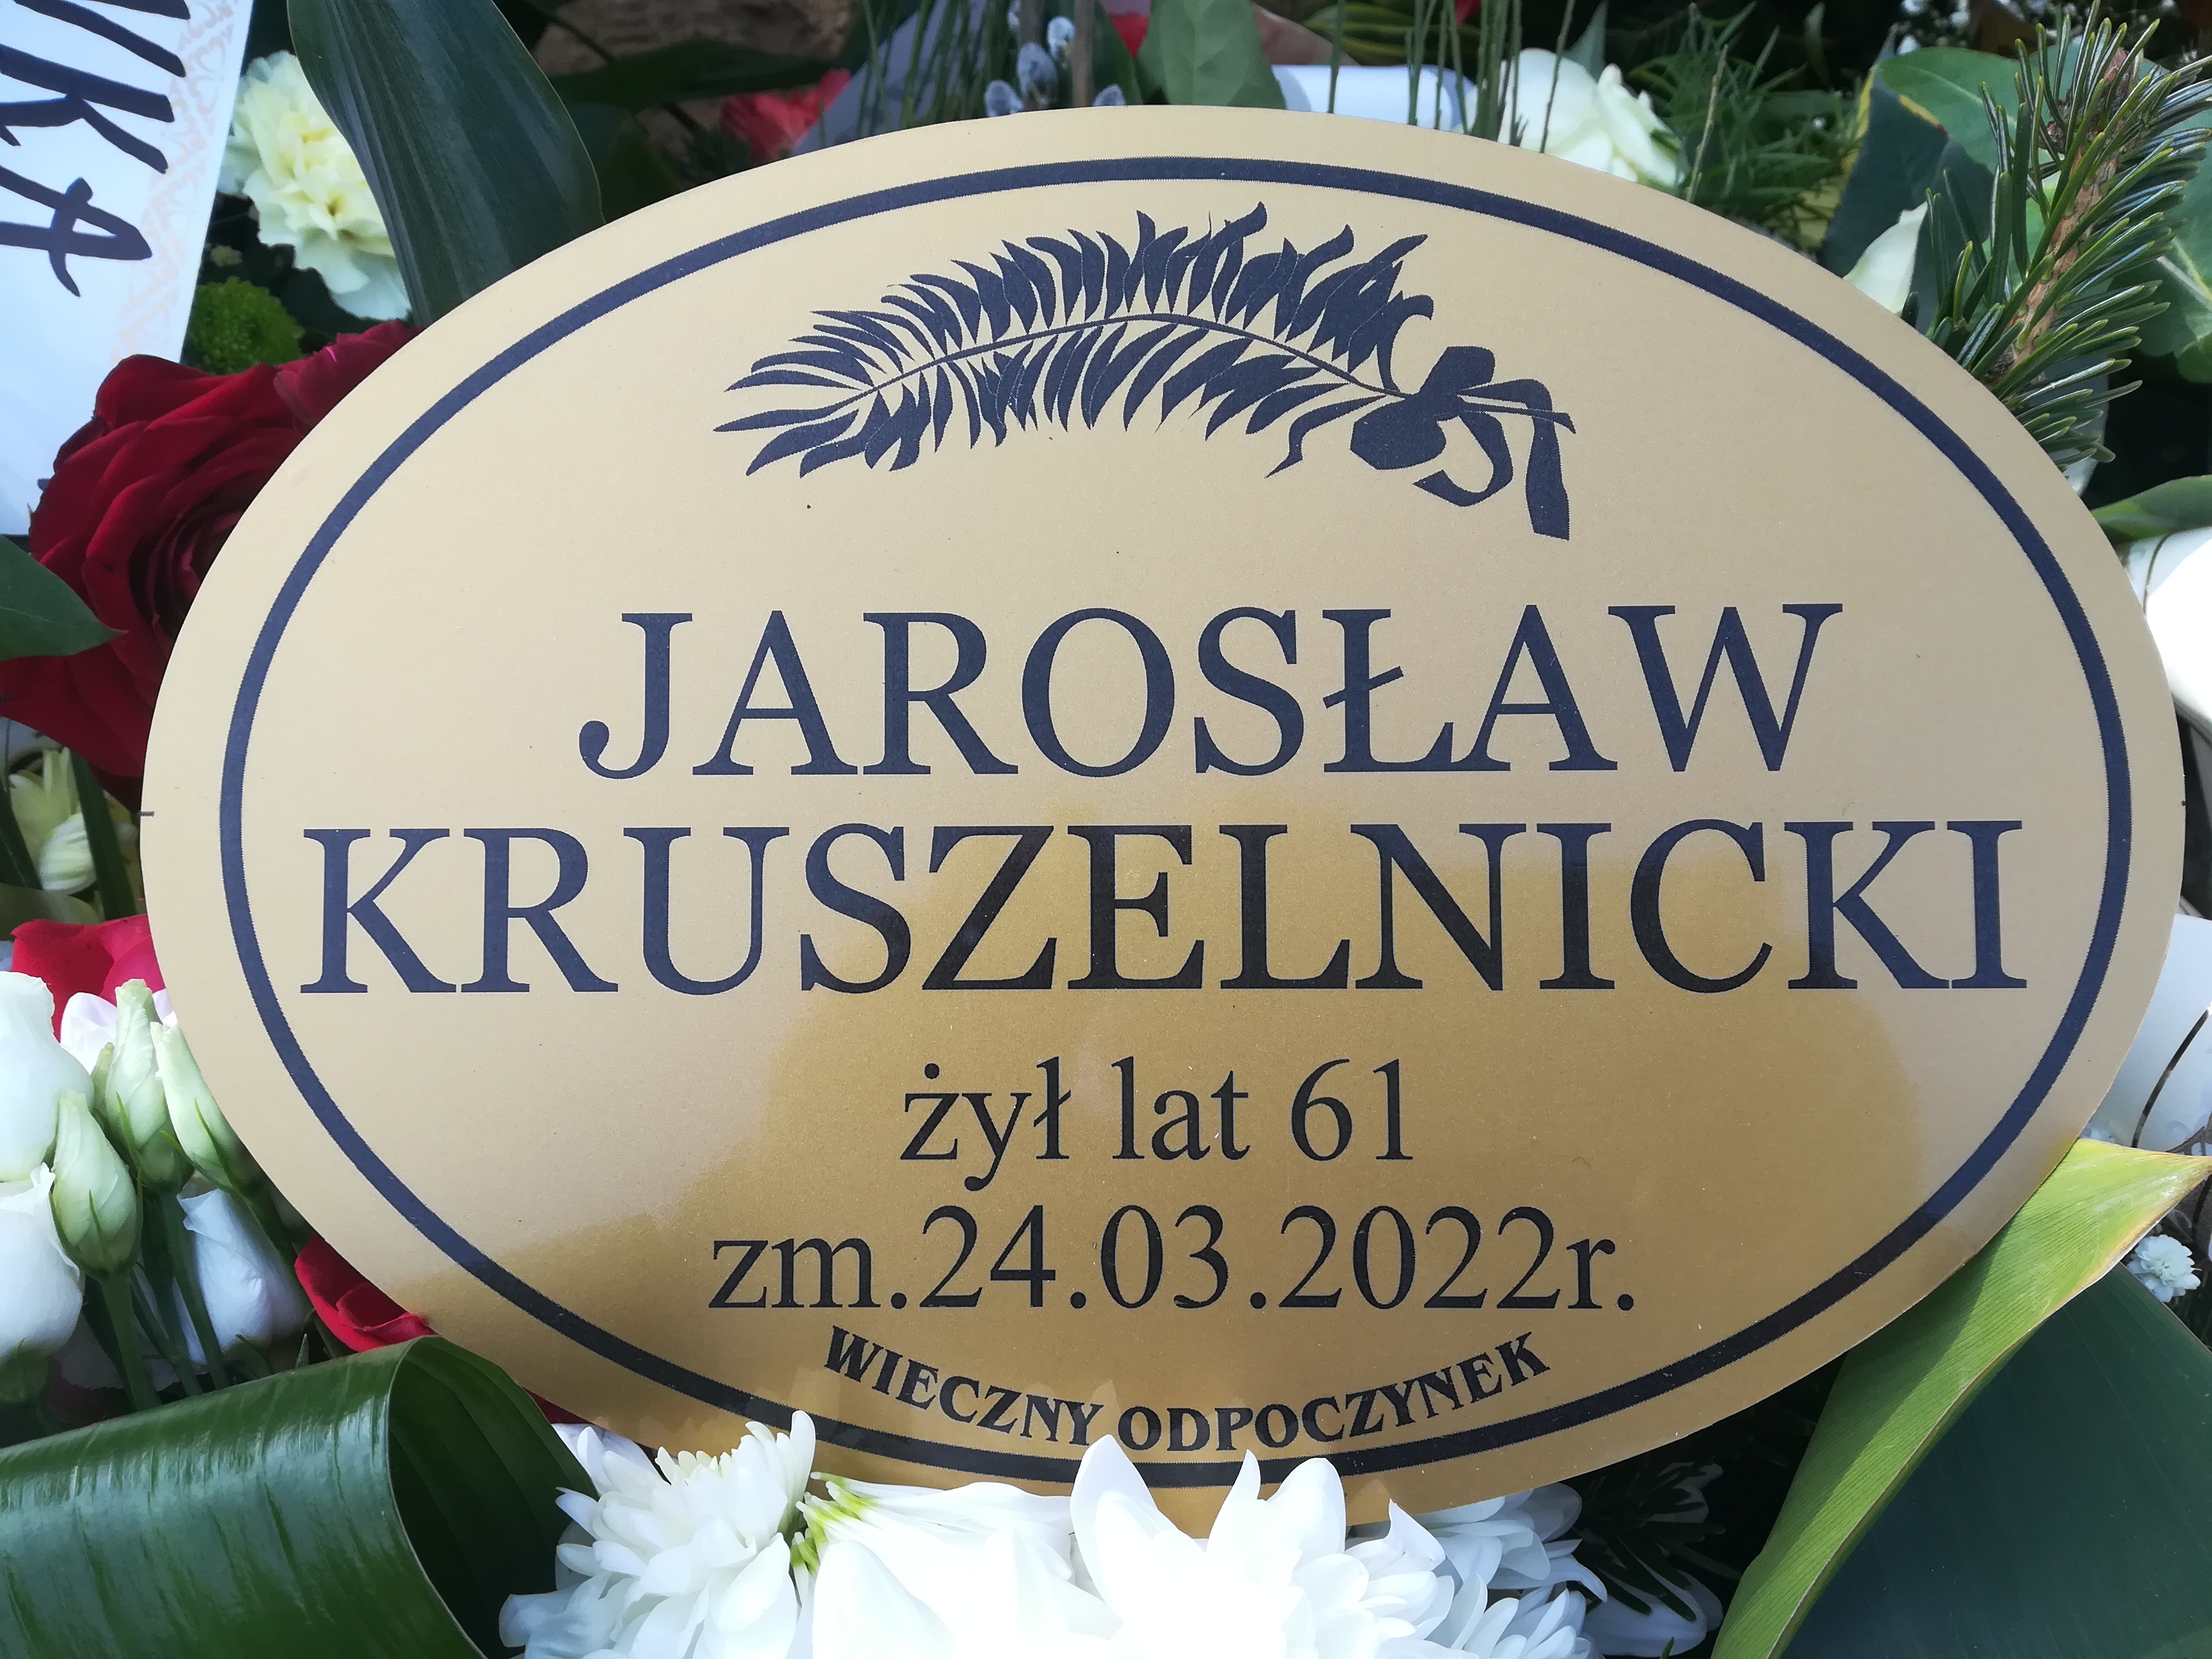 JAROSŁAW
KRUSZELNICKI
żył lat 61
zm.24.03.2022r.
WIECZNY ODPOCZYNEK